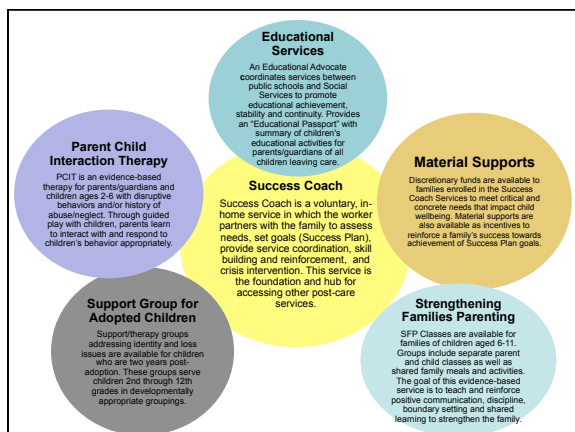 Educational
Services
An Educational Advocate
coordinates services between
public schools and Social
Services to promote
educational achievement,
stability and continuity. Provides
an “Educational Passport” with
summary of children's
educational activities for
parents/guardians of all
children leaving care.
Parent Child
Interaction Therapy
PCIT is an evidence-based
therapy for parents/guardians and
children ages 2-6 with disruptive
behaviors and/or history of
abuse/neglect. Through guided
play with children, parents learn
to interact with and respond to
children's behavior appropriately.
Material Supports
Discretionary funds are available to
families enrolled in the Success
Coach Services to meet critical and
concrete needs that impact child
wellbeing. Material supports are
also available as incentives to
reinforce a family's success towards
achievement of Success Plan goals.
Success Coach
Success Coach is a voluntary, in-
home service in which the worker
partners with the family to assess
needs, set goals (Success Plan),
provide service coordination, skill
building and reinforcement, and
crisis intervention. This service is
the foundation and hub for
accessing other post-care
services.
Support Group for
Adopted Children
Support/therapy groups
addressing identity and loss
issues are available for children
who are two years post-
adoption. These groups serve
children 2nd through 12th
grades in developmentally
appropriate groupings.
Strengthening
Families Parenting
SFP Classes are available for
families of children aged 6-11.
Groups include separate parent
and child classes as well as
shared family meals and activities.
The goal of this evidence-based
service is to teach and reinforce
positive communication, discipline,
boundary setting and shared
learning to strengthen the family.